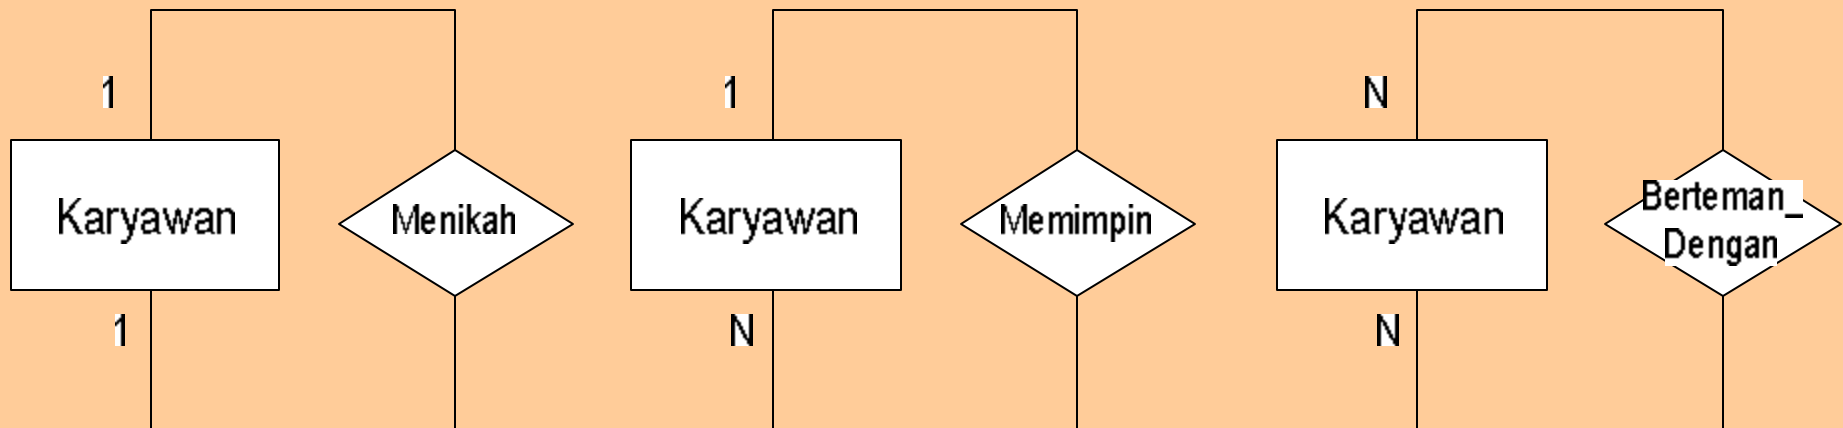 1
Karyawan
Menikah
1
1
Karyawan
Memimpin
N
N
Karyawan
Berteman_
Dengan
N